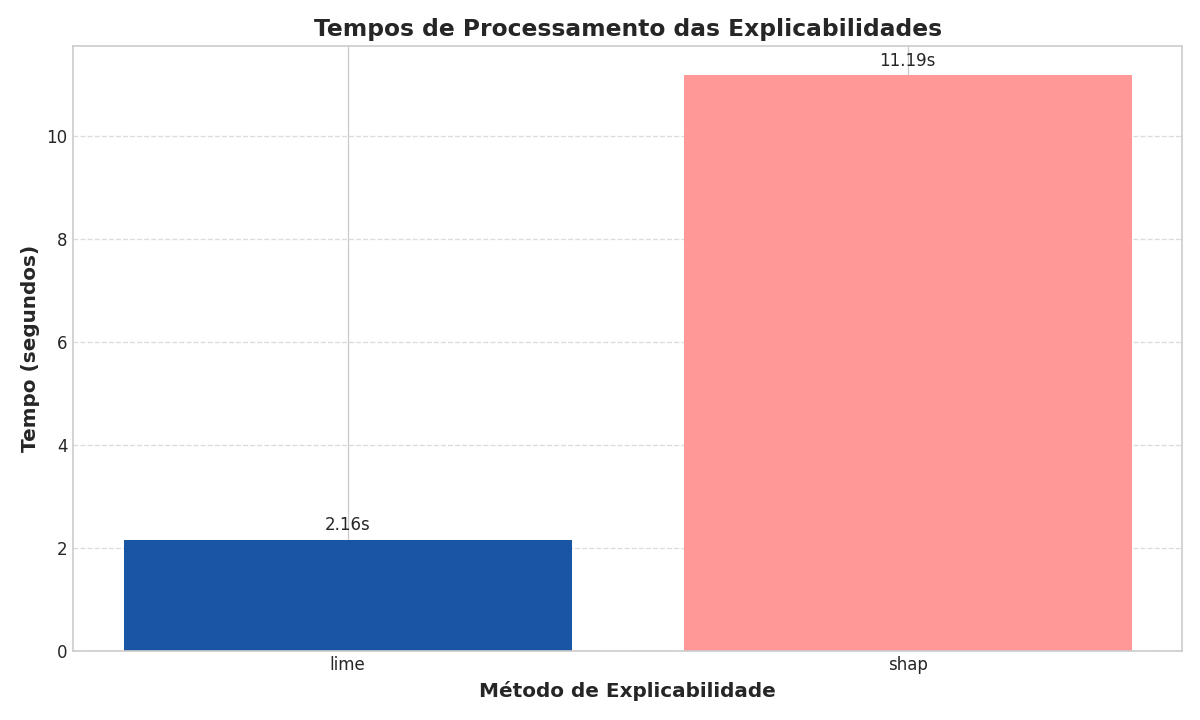 Tempos de Processamento das Explicabilidades
11.19s
10
8
6
4
2.16s
2
0
Tempo (segundos)
lime
shap
Método de Explicabilidade